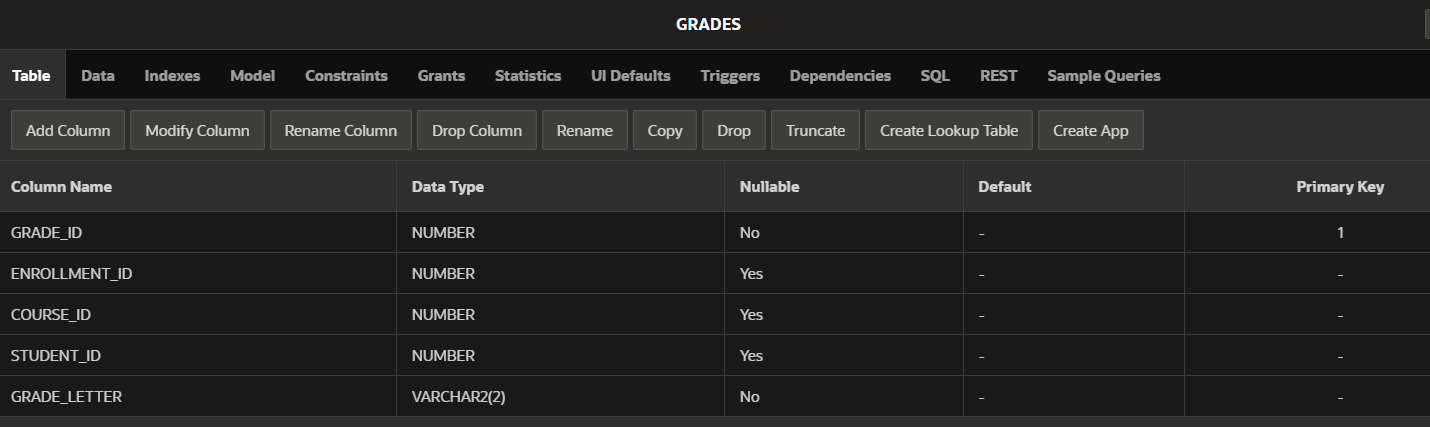 GRADES
Table Data Indexes Model Constraints Grants Statistics UI Defaults Triggers Dependencies SQL REST Sample Queries
Add Column Modify Column Rename Column Drop Column Rename Copy Drop Truncate Create Lookup Table Create App
Column Name Data Type Nullable Default Primary Key
GRADE_ID NUMBER No - 1
ENROLLMENT_ID NUMBER Yes - -
COURSE_ID NUMBER Yes - -
STUDENT_ID NUMBER Yes - -
GRADE_LETTER VARCHAR2(2) No - -